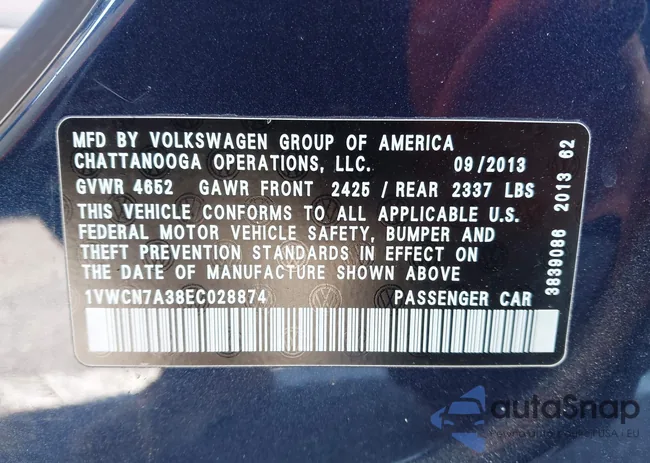 MFD BY VOLKSWAGEN GROUP OF AMERICA
CHATTANOOGA OPERATIONS, LLC. 09/2013
GVWR 4652 GAWR FRONT 2425 / REAR 2337 LBS
THIS VEHICLE CONFORMS TO ALL APPLICABLE U.S.
FEDERAL MOTOR VEHICLE SAFETY, BUMPER AND
THEFT PREVENTION STANDARDS IN EFFECT ON
THE DATE OF MANUFACTURE SHOWN ABOVE
1VWCN7A38EC028874 PASSENGER CAR
3839086 2013 62
autoSnap